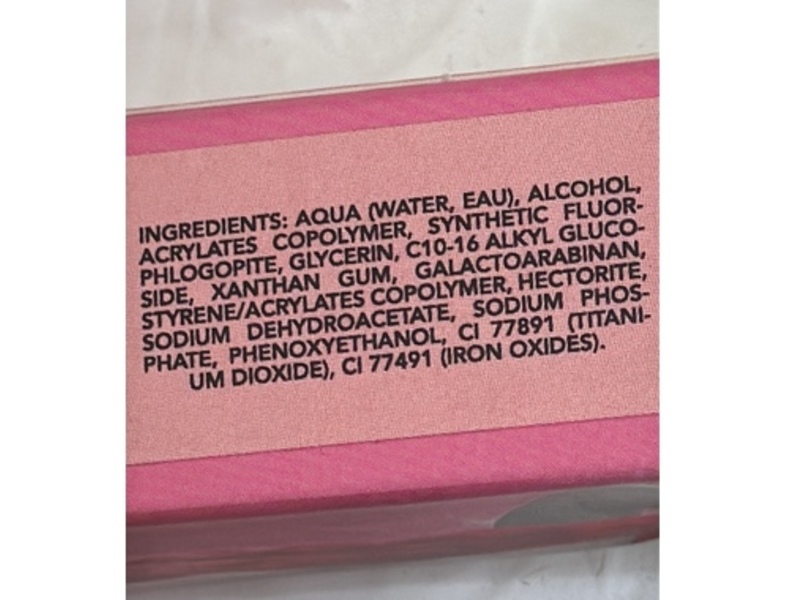 INGREDIENTS: AQUA (WATER, EAU), ALCOHOL,
ACRYLATES COPOLYMER, SYNTHETIC FLUOR-
PHLOGOPITE, GLYCERIN, C10-16 ALKYL GLUCO-
SIDE, XANTHAN GUM, GALACTOARABINAN,
STYRENE/ACRYLATES COPOLYMER, HECTORITE,
SODIUM DEHYDROACETATE, SODIUM PHOS-
PHATE, PHENOXYETHANOL, CI 77891 (TITANI-
UM DIOXIDE), CI 77491 (IRON OXIDES).